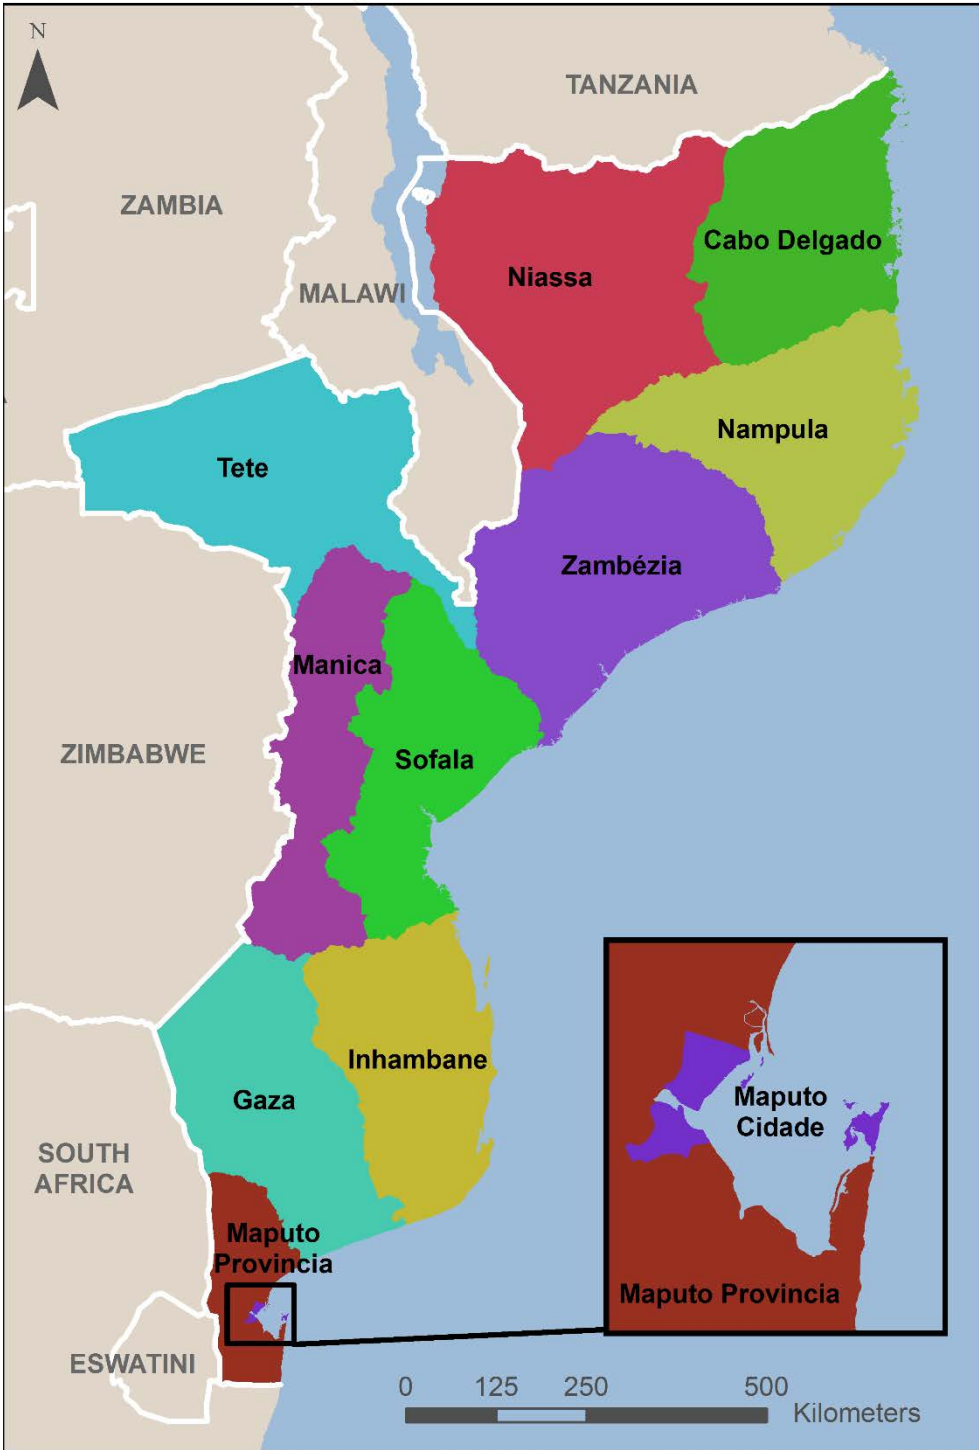 N
TANZANIA
ZAMBIA
Cabo Delgado
Niassa
MALAWI
Nampula
Tete
Zambézia
Manica
ZIMBABWE
Sofala
Inhambane
Gaza
Maputo
Cidade
SOUTH
AFRICA
Maputo
Provincia
Maputo Provincia
ESWATINI
0 125 250 500
Kilometers